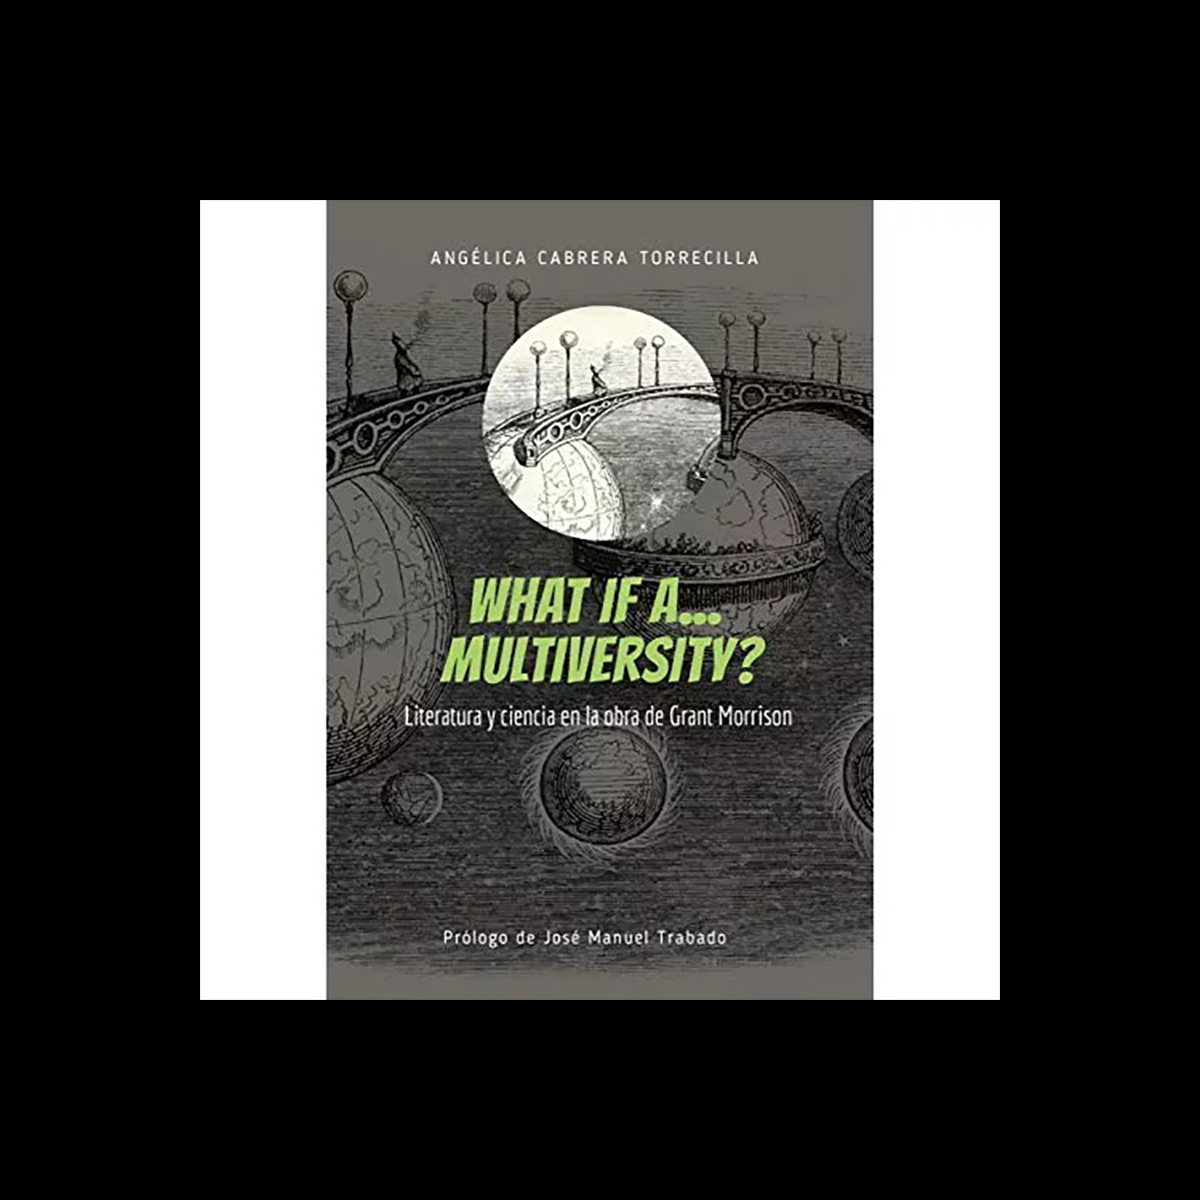 ANGÉLICA CABRERA TORRECILLA
WHAT IF A...
MULTIVERSITY?
Literatura y ciencia en la obra de Grant Morrison
Prólogo de José Manuel Trabado